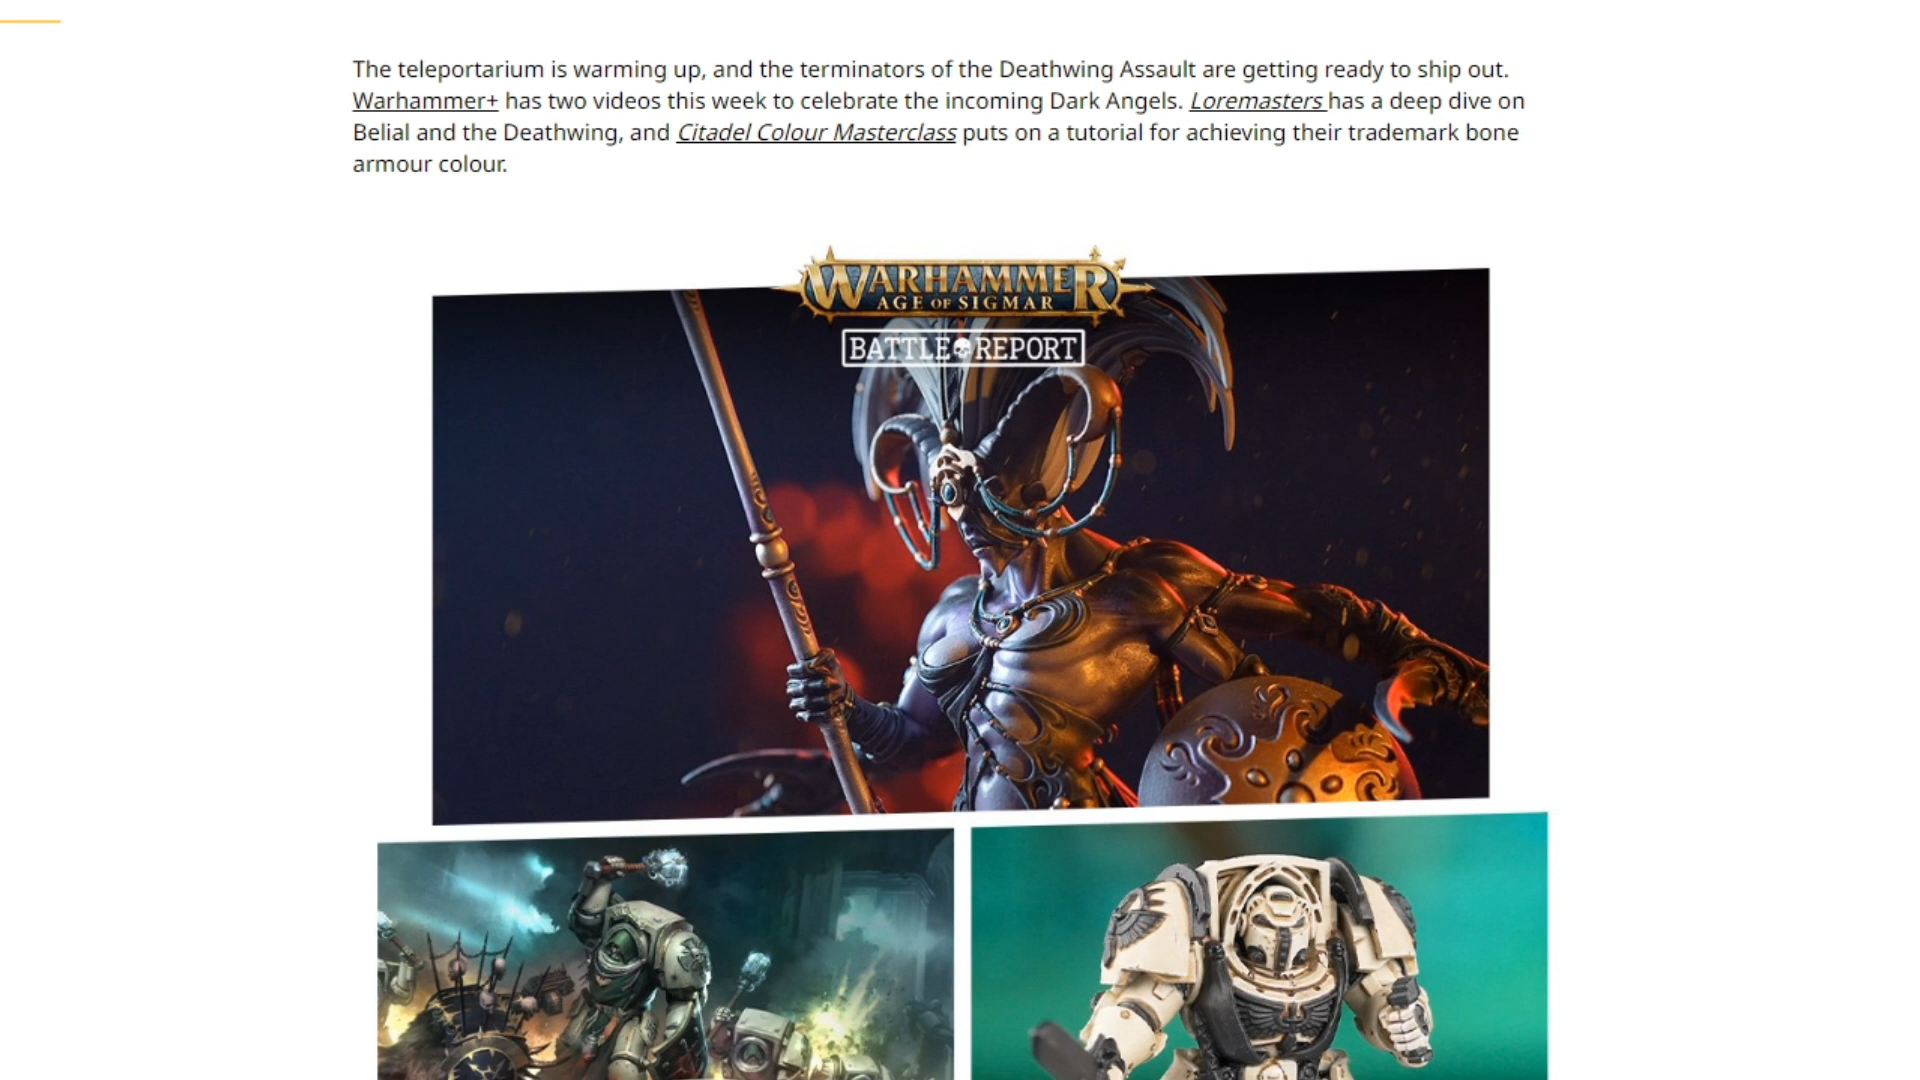 The teleportarium is warming up, and the terminators of the Deathwing Assault are getting ready to ship out.
Warhammer+ has two videos this week to celebrate the incoming Dark Angels. Loremasters has a deep dive on
Belial and the Deathwing, and Citadel Colour Masterclass puts on a tutorial for achieving their trademark bone
armour colour.
WARHAMMER
AGE OF SIGMAR
BATTLE REPORT